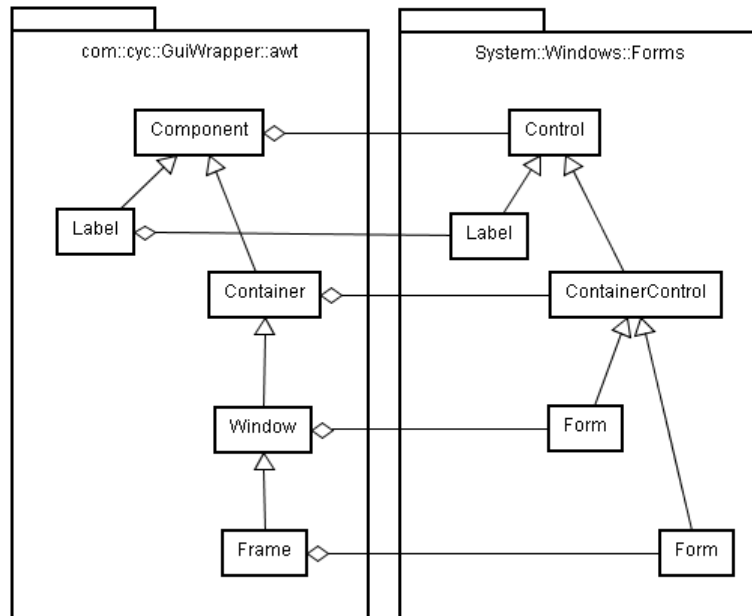 com::cyc::GuiWrapper::awt
System::Windows::Forms
Component
Control
Label
Label
Container
ContainerControl
Window
Form
Frame
Form